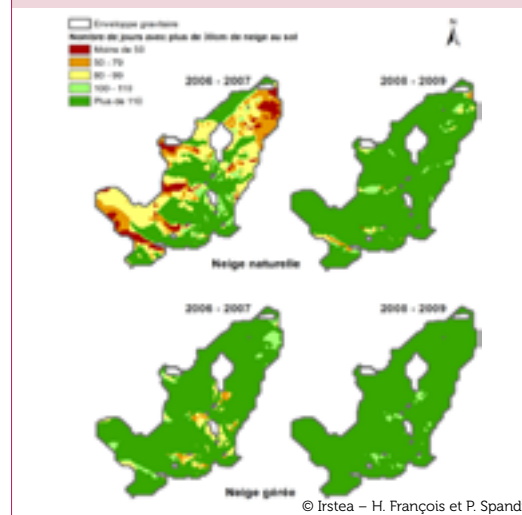 Enveloppe gravitaire
Nombre de jours avec plus de 30cm de neige au sol
Moins de 50
50 - 79
80 - 99
100 - 110
Plus de 110
N
2006 - 2007
2008 - 2009
Neige naturelle
2006 - 2007
2008 - 2009
Neige gérée
© Irstea – H. François et P. Spand